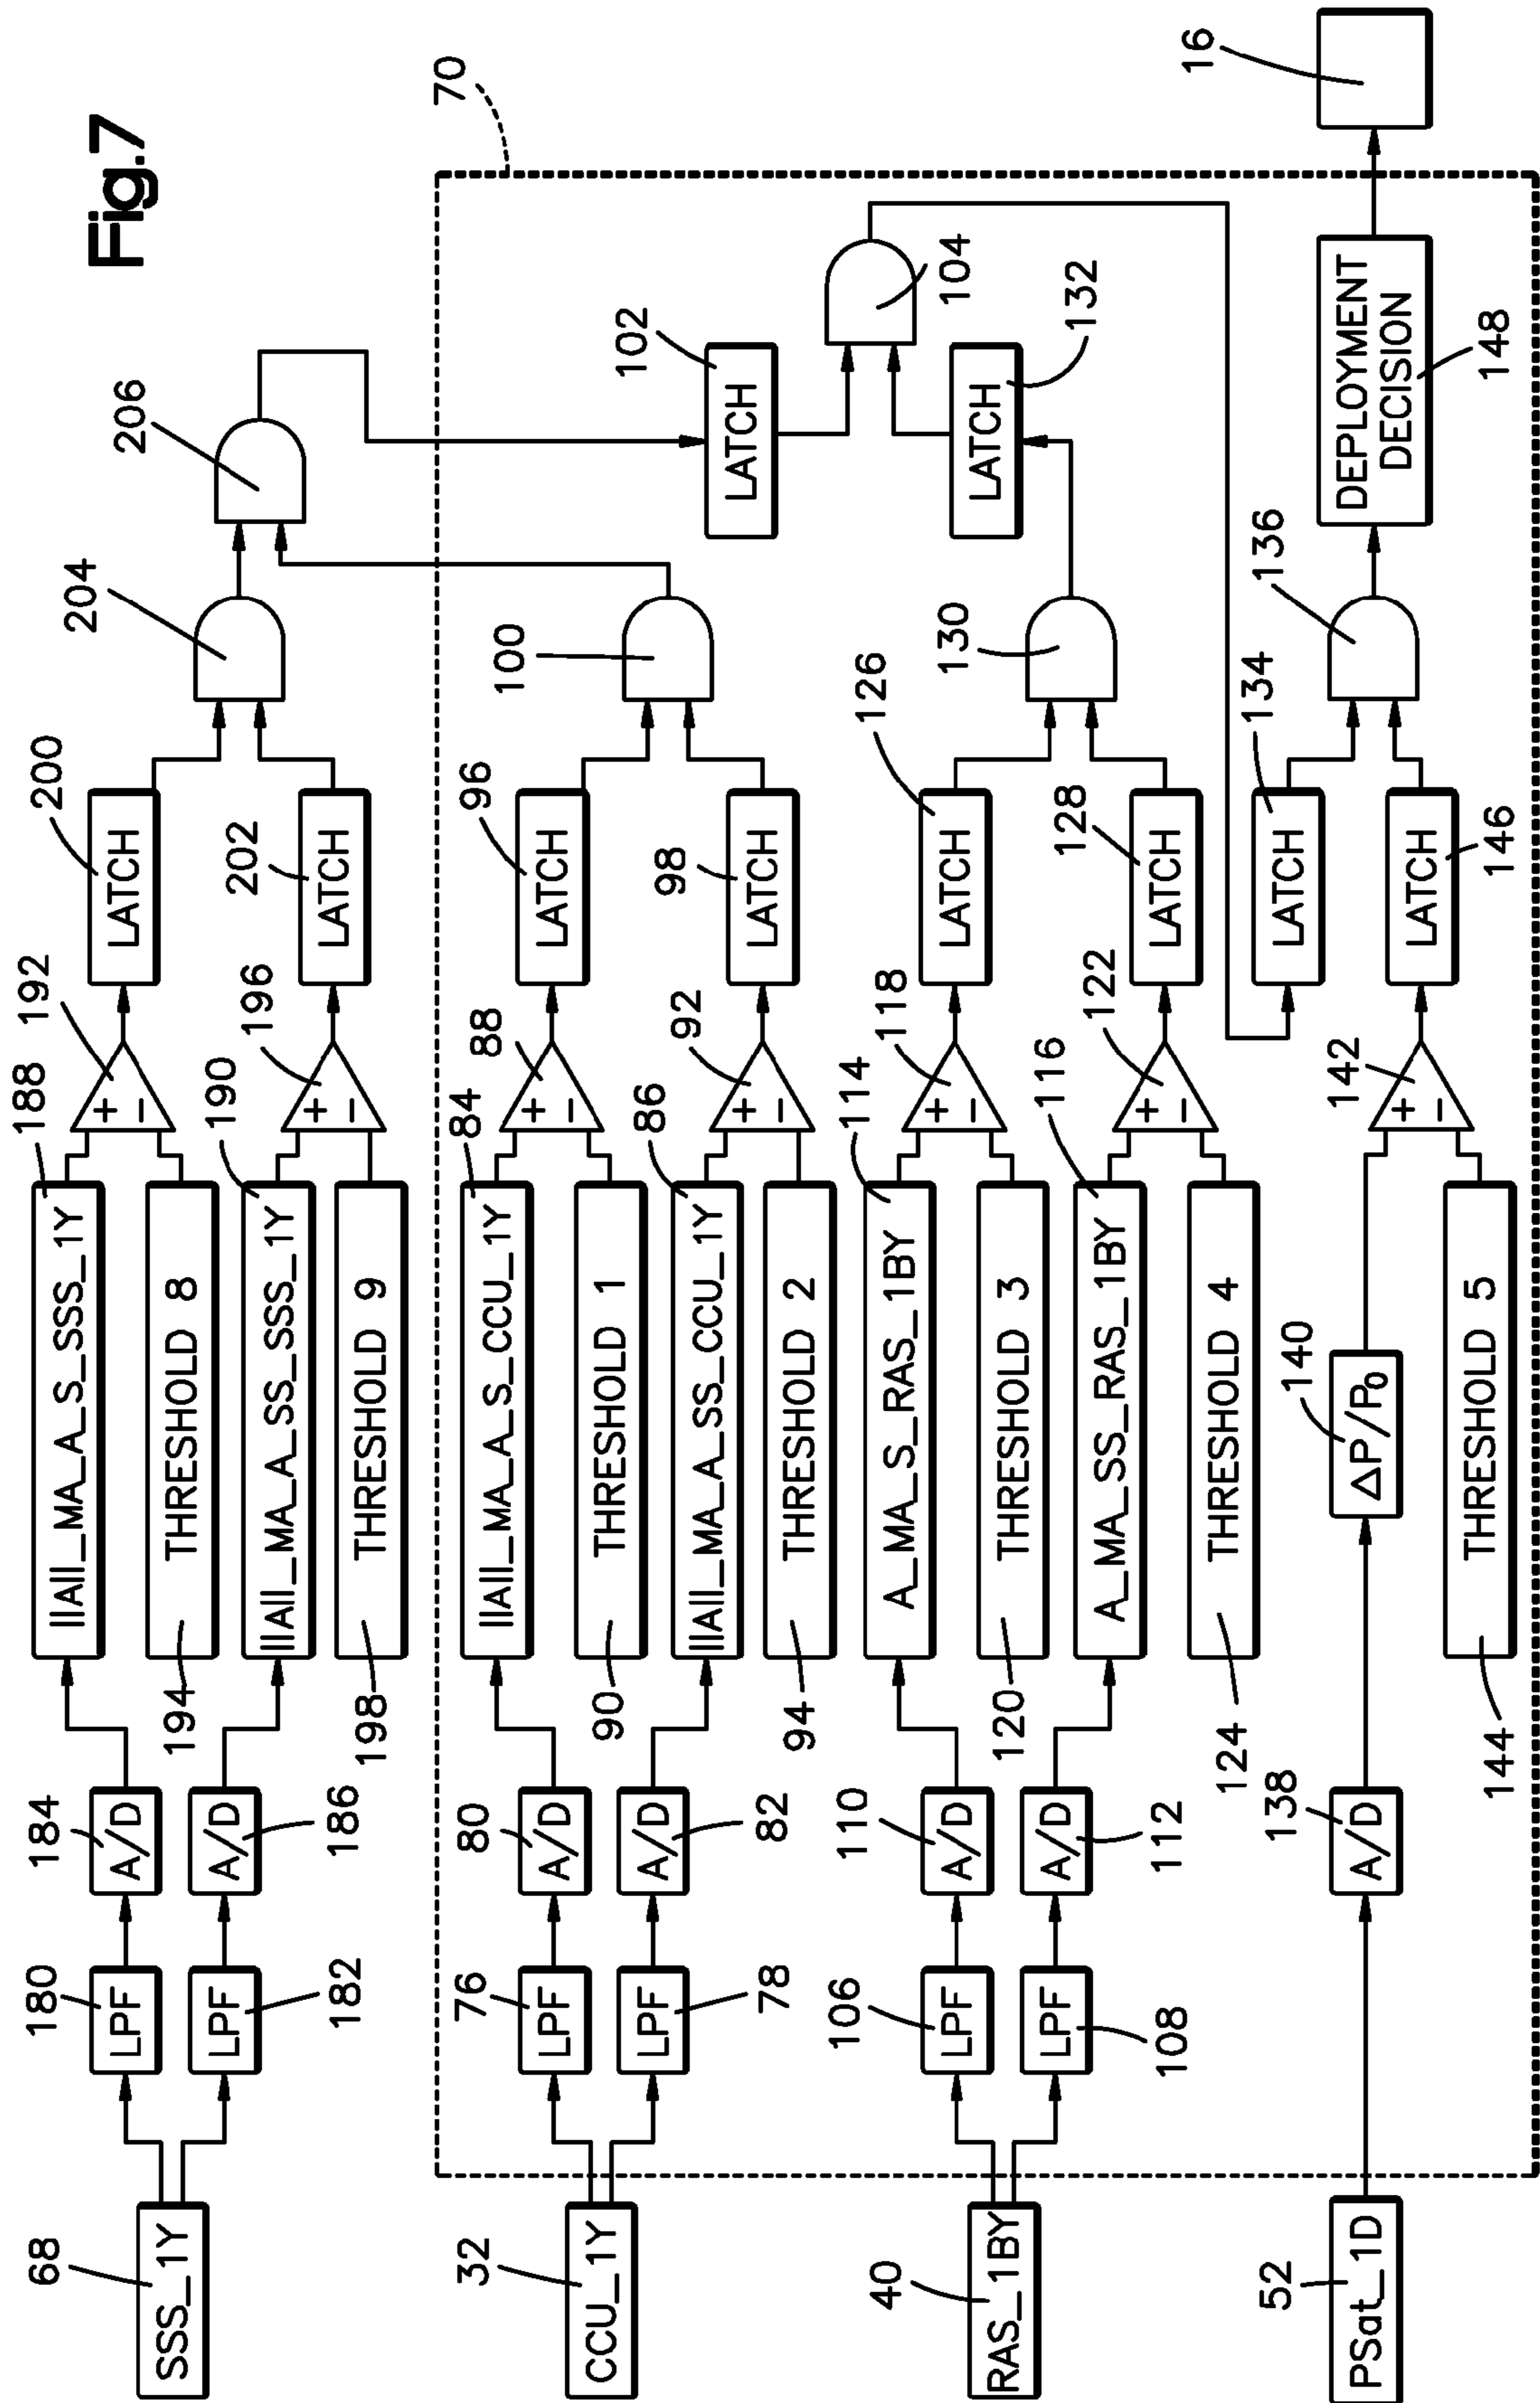 Fig.7
68
SSS_1Y
180
LPF
LPF
182
184
A/D
A/D
186
188
||A||_MA_A_S_SSS_1Y
194
THRESHOLD 8
190
||A||_MA_A_SS_SSS_1Y
198
THRESHOLD 9
192
+
−
196
+
−
200
LATCH
202
LATCH
204
206
70
32
CCU_1Y
76
LPF
LPF
78
80
A/D
A/D
82
84
||A||_MA_A_S_CCU_1Y
90
THRESHOLD 1
86
||A||_MA_A_SS_CCU_1Y
94
THRESHOLD 2
88
+
−
92
+
−
96
LATCH
98
LATCH
100
102
LATCH
104
40
RAS_1BY
106
LPF
LPF
108
110
A/D
A/D
112
114
A_MA_S_RAS_1BY
120
THRESHOLD 3
116
A_MA_SS_RAS_1BY
124
THRESHOLD 4
118
+
−
122
+
−
126
LATCH
128
LATCH
130
LATCH
132
52
PSat_1D
138
A/D
140
ΔP/P₀
144
THRESHOLD 5
142
+
−
134
LATCH
LATCH
146
136
DEPLOYMENT
DECISION
148
16